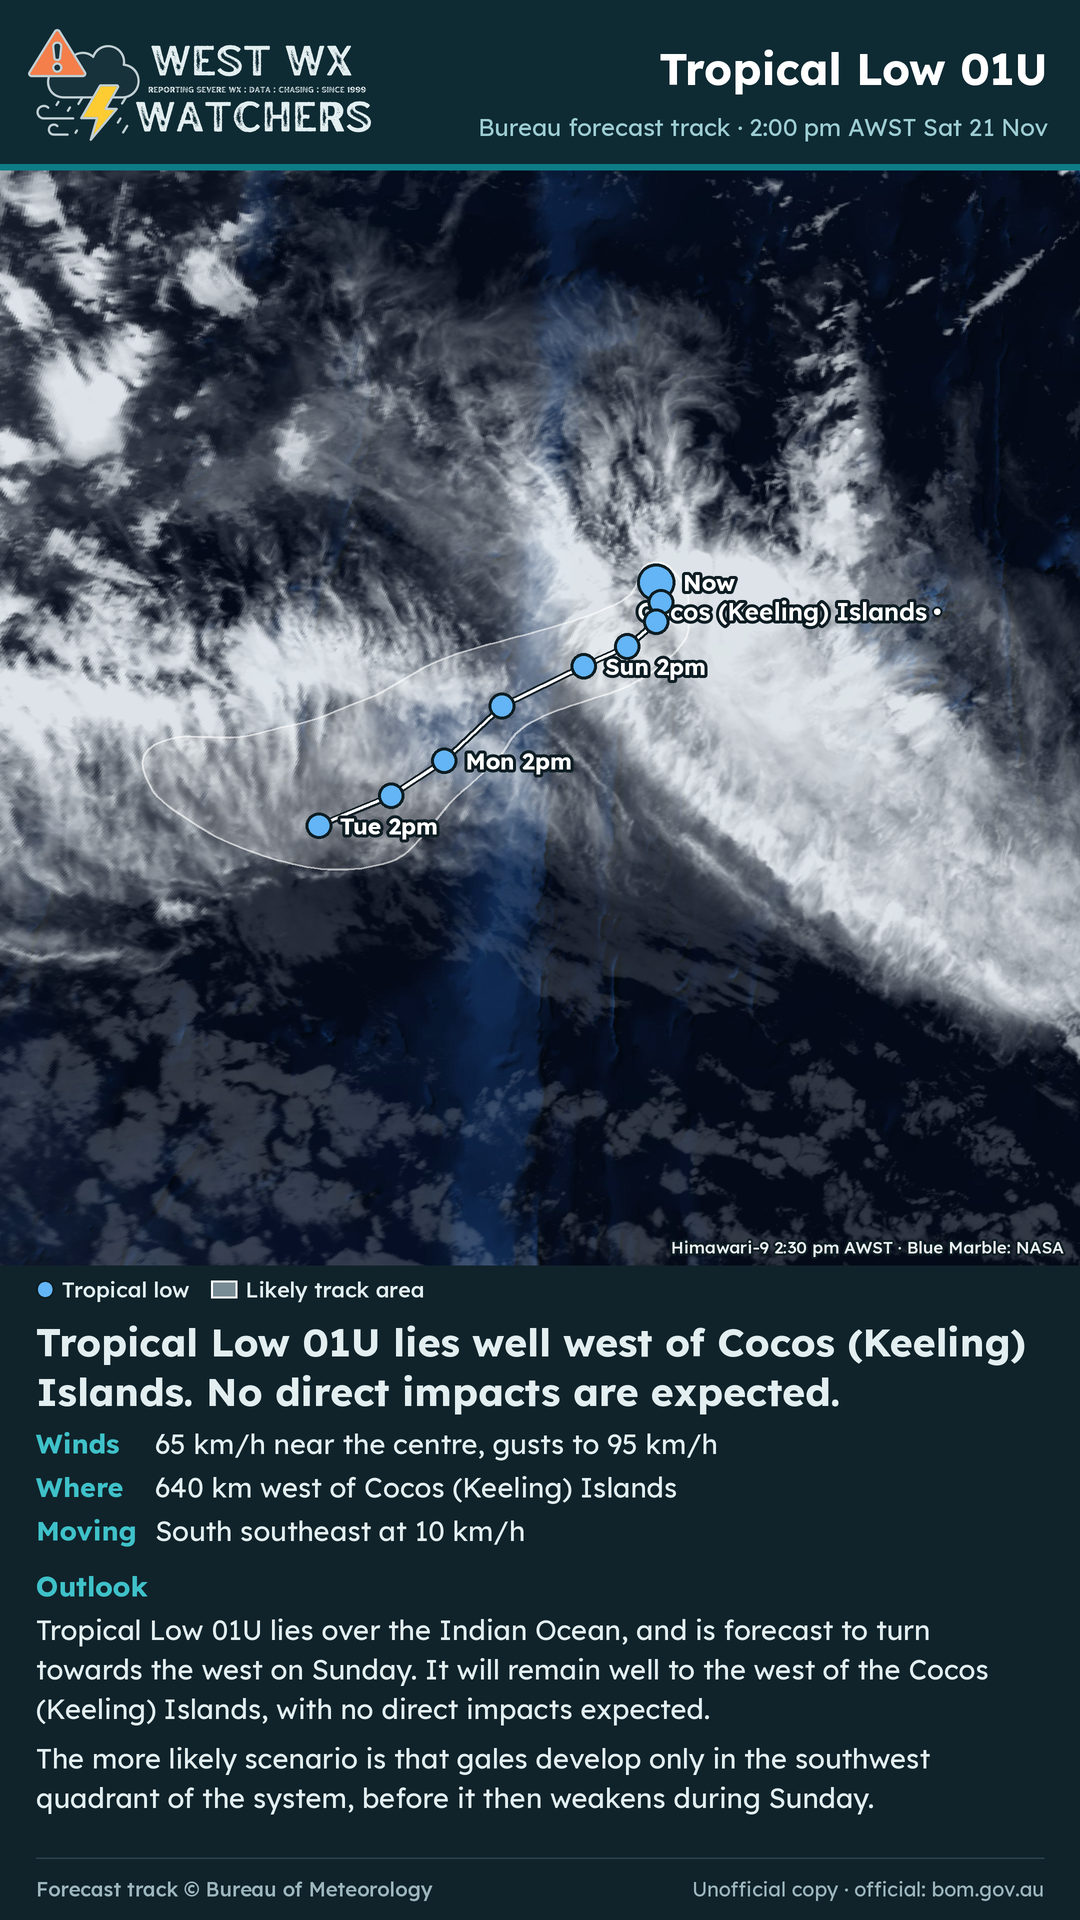 WEST WX
REPORTING SEVERE WX : DATA : CHASING : SINCE 1999
WATCHERS
Tropical Low 01U
Bureau forecast track · 2:00 pm AWST Sat 21 Nov
Now
Cocos (Keeling) Islands
Sun 2pm
Mon 2pm
Tue 2pm
Himawari-9 2:30 pm AWST · Blue Marble: NASA
Tropical low
Likely track area
Tropical Low 01U lies well west of Cocos (Keeling)
Islands. No direct impacts are expected.
Winds 65 km/h near the centre, gusts to 95 km/h
Where 640 km west of Cocos (Keeling) Islands
Moving South southeast at 10 km/h
Outlook
Tropical Low 01U lies over the Indian Ocean, and is forecast to turn
towards the west on Sunday. It will remain well to the west of the Cocos
(Keeling) Islands, with no direct impacts expected.
The more likely scenario is that gales develop only in the southwest
quadrant of the system, before it then weakens during Sunday.
Forecast track © Bureau of Meteorology
Unofficial copy · official: bom.gov.au